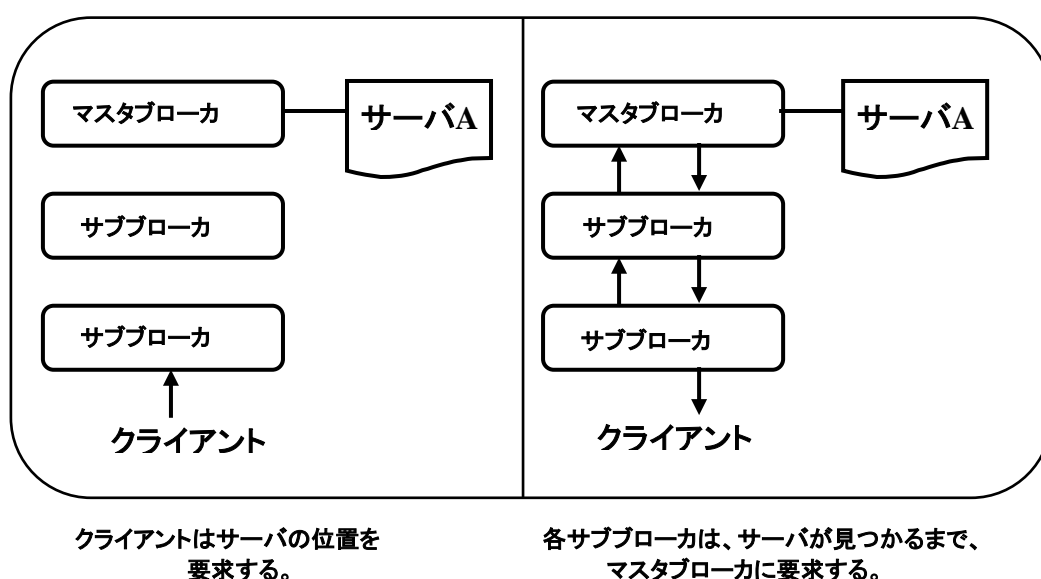 マスタブローカ
サーバA
サブブローカ
サブブローカ
クライアント
クライアントはサーバの位置を
要求する。
マスタブローカ
サーバA
サブブローカ
サブブローカ
クライアント
各サブブローカは、サーバが見つかるまで、
マスタブローカに要求する。